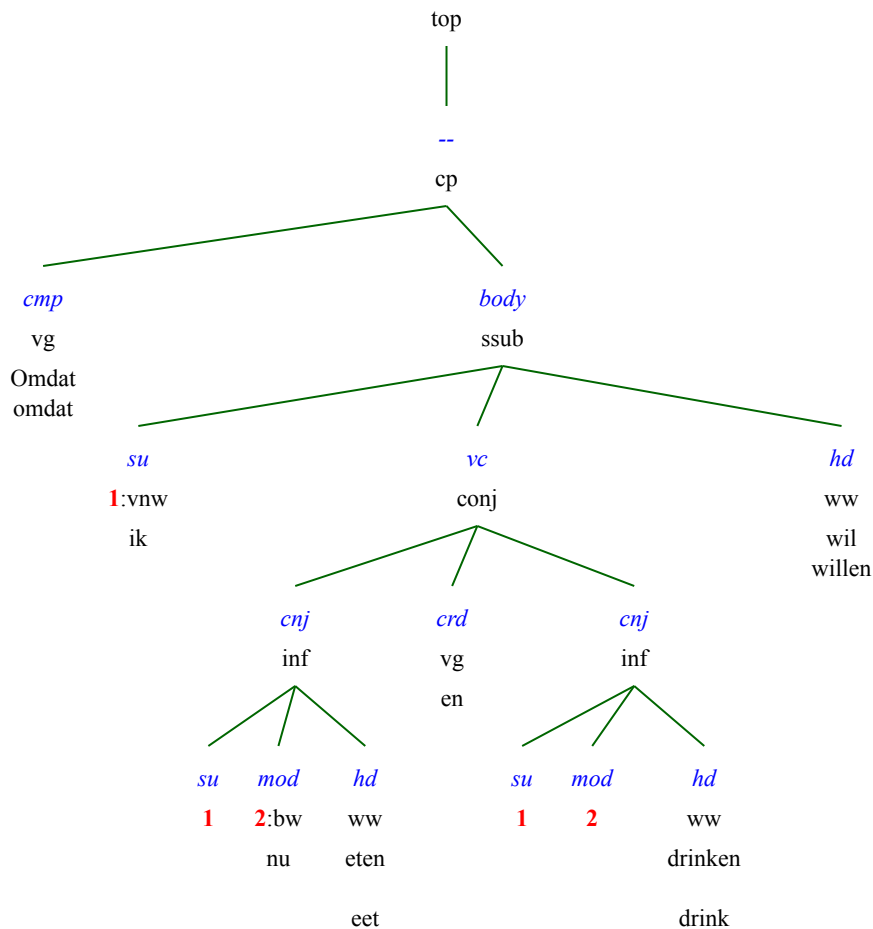 top
--
cp
cmp body
vg ssub
Omdat
omdat
su vc hd
1:vnw conj ww
ik wil
willen
cnj crd cnj
inf vg inf
en
su mod hd su mod hd
1 2:bw ww 1 2 ww
nu eten drinken
eet drink